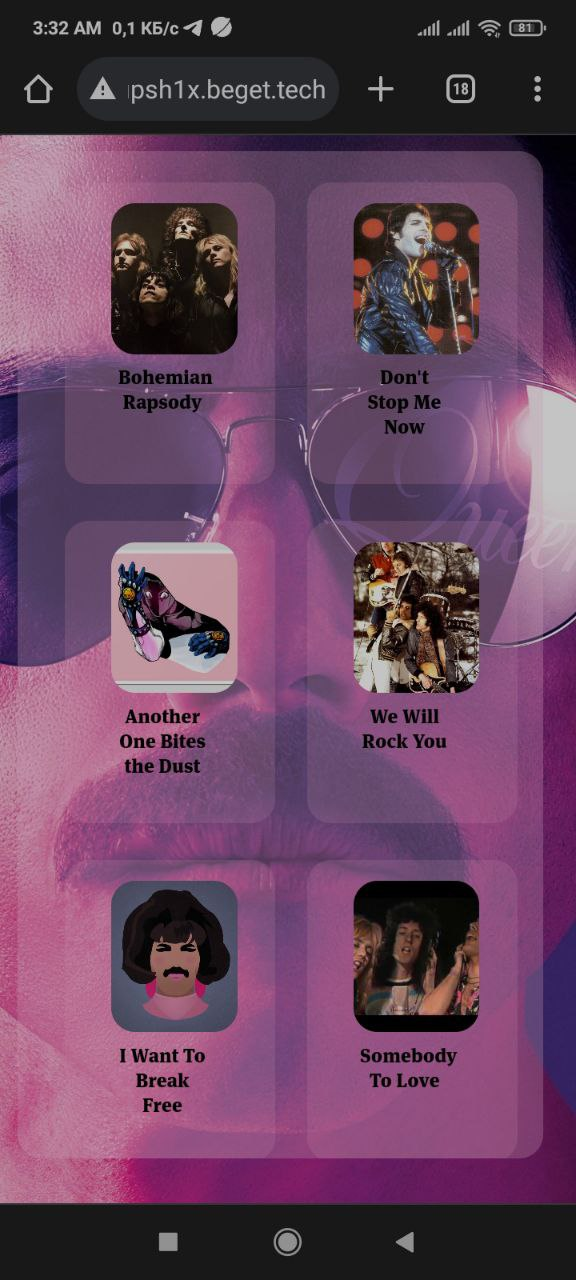 3:32 AM 0,1 КБ/с 81
psh1x.beget.tech 18
Bohemian
Rapsody
Don't
Stop Me
Now
Queen
Another
One Bites
the Dust
We Will
Rock You
I Want To
Break
Free
Somebody
To Love